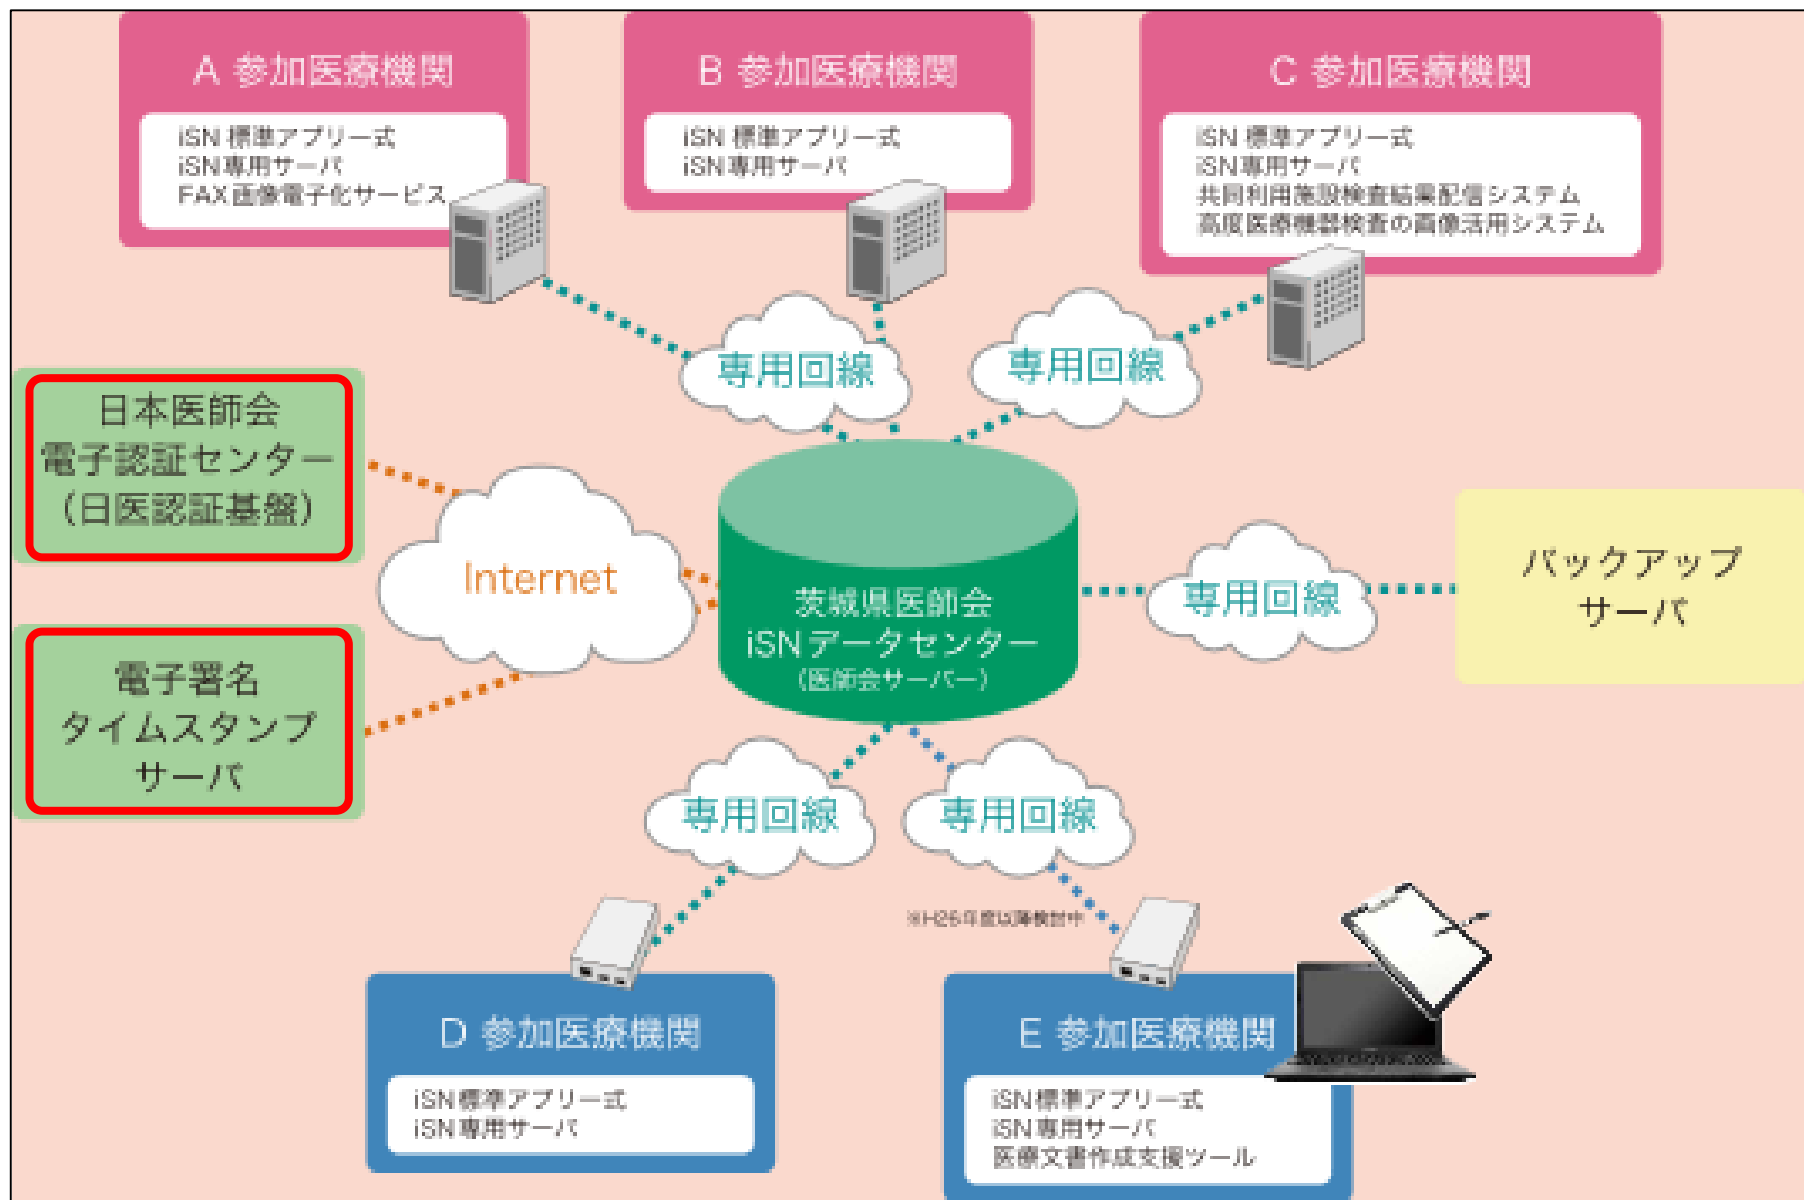 A 参加医療機関
iSN 標準アプリ一式
iSN専用サーバ
FAX画像電子化サービス
B 参加医療機関
iSN 標準アプリ一式
iSN専用サーバ
C 参加医療機関
iSN 標準アプリ一式
iSN専用サーバ
共同利用施設検査結果配信システム
高度医療機器検査の画像活用システム
専用回線
専用回線
日本医師会
電子認証センター
（日医認証基盤）
Internet
電子署名
タイムスタンプ
サーバ
茨城県医師会
iSNデータセンター
（医師会サーバー）
専用回線
バックアップ
サーバ
専用回線
専用回線
※H26年度以降検討中
D 参加医療機関
iSN標準アプリ一式
iSN専用サーバ
E 参加医療機関
iSN標準アプリ一式
iSN専用サーバ
医療文書作成支援ツール